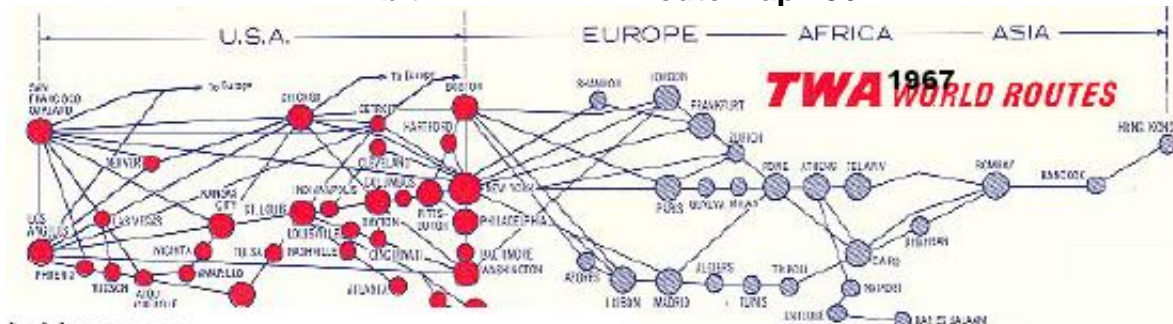 U.S.A.
EUROPE
AFRICA
ASIA
TWA WORLD ROUTES
1967
To Europe
To Europe
SAN
FRANCISCO
OAKLAND
CHICAGO
DETROIT
BOSTON
HARTFORD
CLEVELAND
DENVER
KANSAS
CITY
INDIANAPOLIS
COLUMBUS
NEW YORK
ST. LOUIS
PITTS-
BURGH
PHILADELPHIA
LOS
ANGELES
LAS VEGAS
DAYTON
LOUISVILLE
WICHITA
TULSA
NASHVILLE
CINCINNATI
BALTIMORE
WASHINGTON
PHOENIX
TUCSON
AMARILLO
ATLANTA
SHANNON
LONDON
FRANKFURT
ZURICH
PARIS
GENEVA
MILAN
ROME
ATHENS
TEL AVIV
BOMBAY
BANGKOK
HONG KONG
DHAHRAN
CAIRO
AZORES
LISBON
MADRID
ALGIERS
TUNIS
TRIPOLI
NAIROBI
ENTEBBE
DAR ES SALAAM